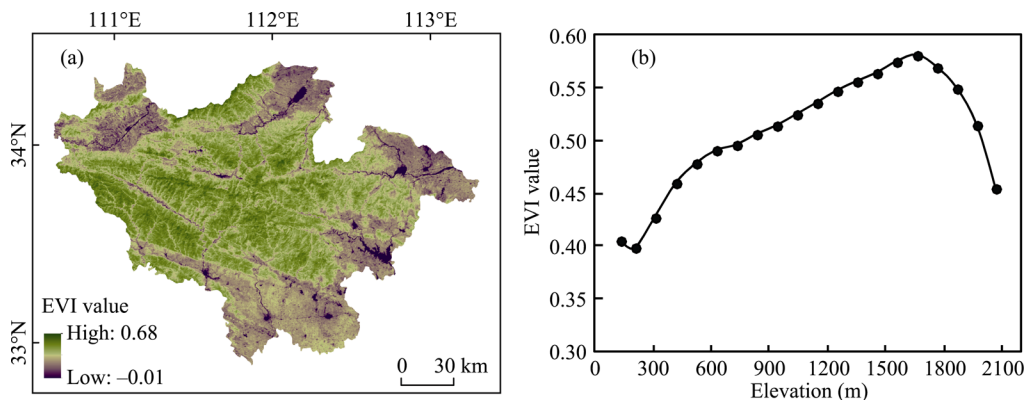 111°E 112°E 113°E
(a)
34°N
33°N
EVI value
High: 0.68
Low: –0.01
0 30 km
(b)
EVI value
0.60
0.55
0.50
0.45
0.40
0.35
0.30
0 300 600 900 1200 1500 1800 2100
Elevation (m)